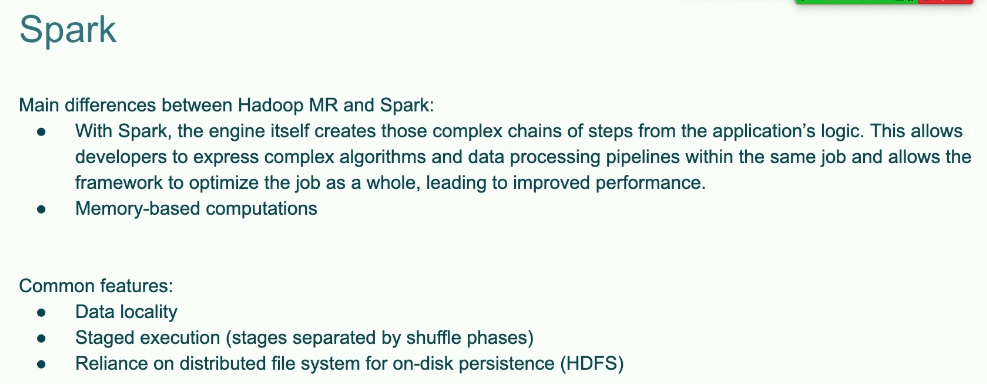 Spark
Main differences between Hadoop MR and Spark:
● With Spark, the engine itself creates those complex chains of steps from the application’s logic. This allows
developers to express complex algorithms and data processing pipelines within the same job and allows the
framework to optimize the job as a whole, leading to improved performance.
● Memory-based computations
Common features:
● Data locality
● Staged execution (stages separated by shuffle phases)
● Reliance on distributed file system for on-disk persistence (HDFS)